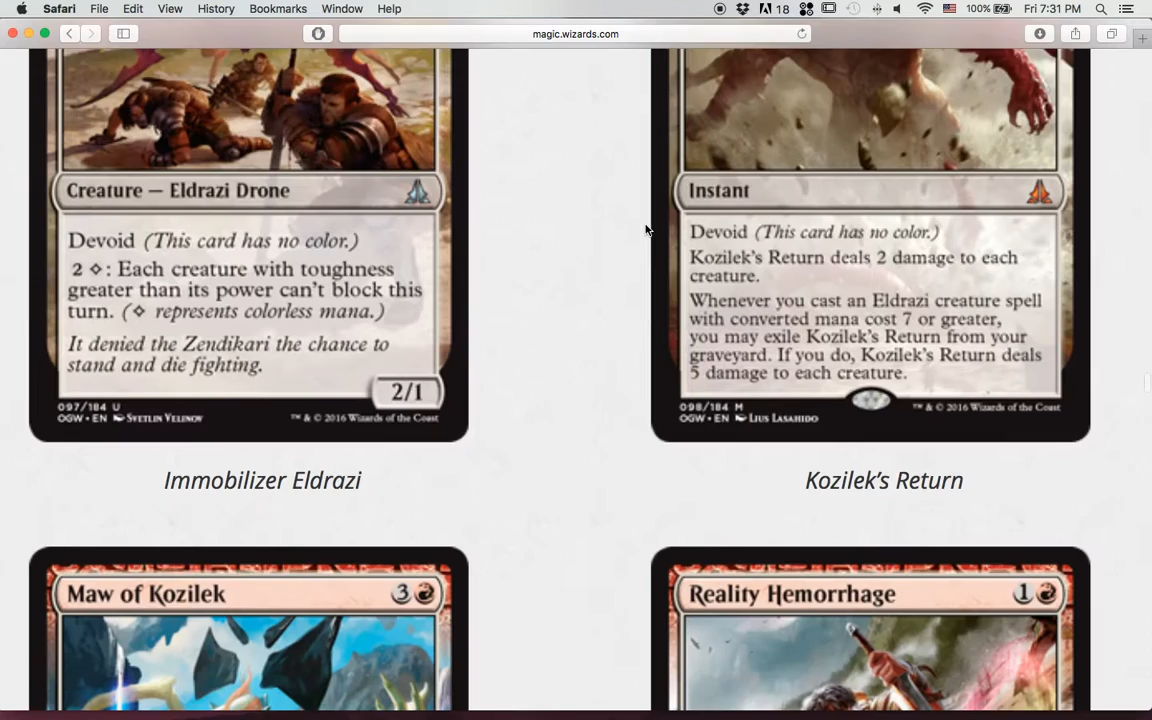 Safari File Edit View History Bookmarks Window Help 18 100% Fri 7:31 PM
magic.wizards.com
Creature — Eldrazi Drone
Devoid (This card has no color.)
2 ◇: Each creature with toughness
greater than its power can't block this
turn. (◇ represents colorless mana.)
It denied the Zendikari the chance to
stand and die fighting.
2/1
097/184 U
OGW • EN Svetlin Velinov ™ & © 2016 Wizards of the Coast
Immobilizer Eldrazi
Instant
Devoid (This card has no color.)
Kozilek's Return deals 2 damage to each
creature.
Whenever you cast an Eldrazi creature spell
with converted mana cost 7 or greater,
you may exile Kozilek's Return from your
graveyard. If you do, Kozilek's Return deals
5 damage to each creature.
098/184 M
OGW • EN Lius Lasahido ™ & © 2016 Wizards of the Coast
Kozilek’s Return
Maw of Kozilek 3
Reality Hemorrhage 1